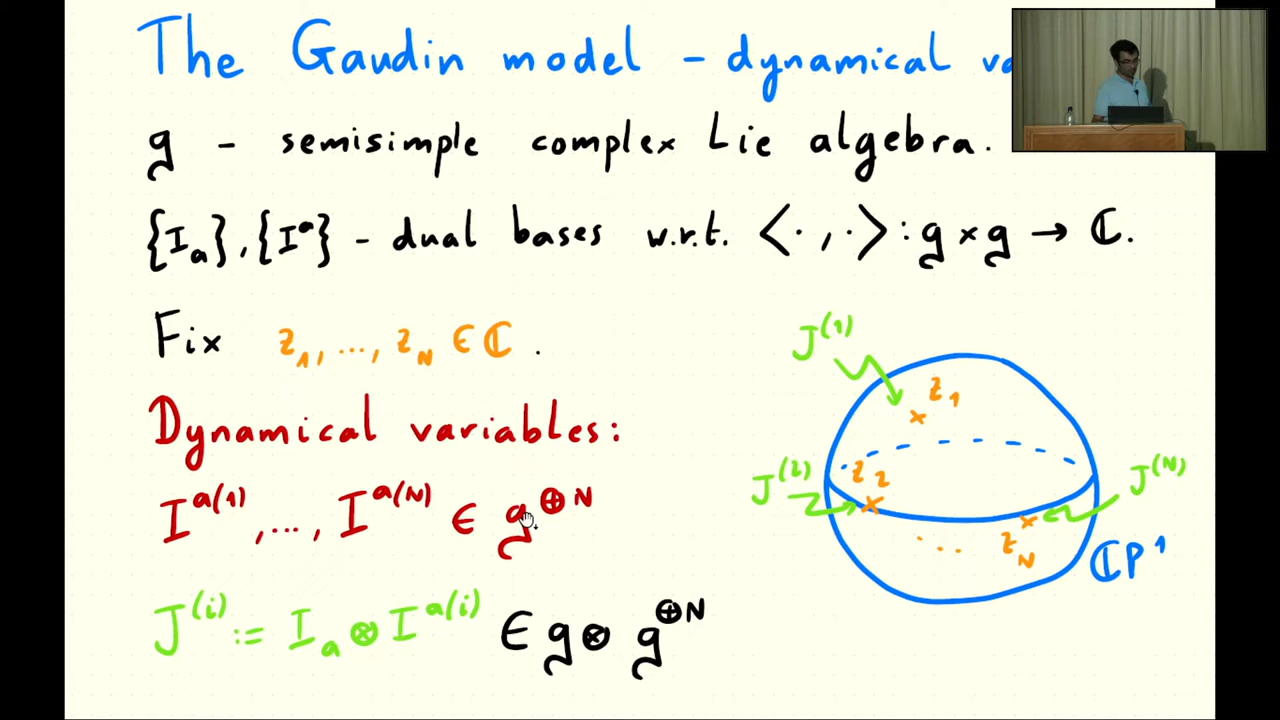 The Gaudin model - dynamical
g - semisimple complex Lie algebra.
{I_a}, {I^a} - dual bases w.r.t. <·,·> : g × g → ℂ.
Fix z_1, ..., z_N ∈ ℂ.
Dynamical variables:
I^{a(1)}, ..., I^{a(N)} ∈ g^{⊕N}
J^{(i)} := I_a ⊗ I^{a(i)} ∈ g ⊗ g^{⊕N}
J^{(1)}
z_1
J^{(2)}
z_2
J^{(N)}
...
z_N
ℂP^1